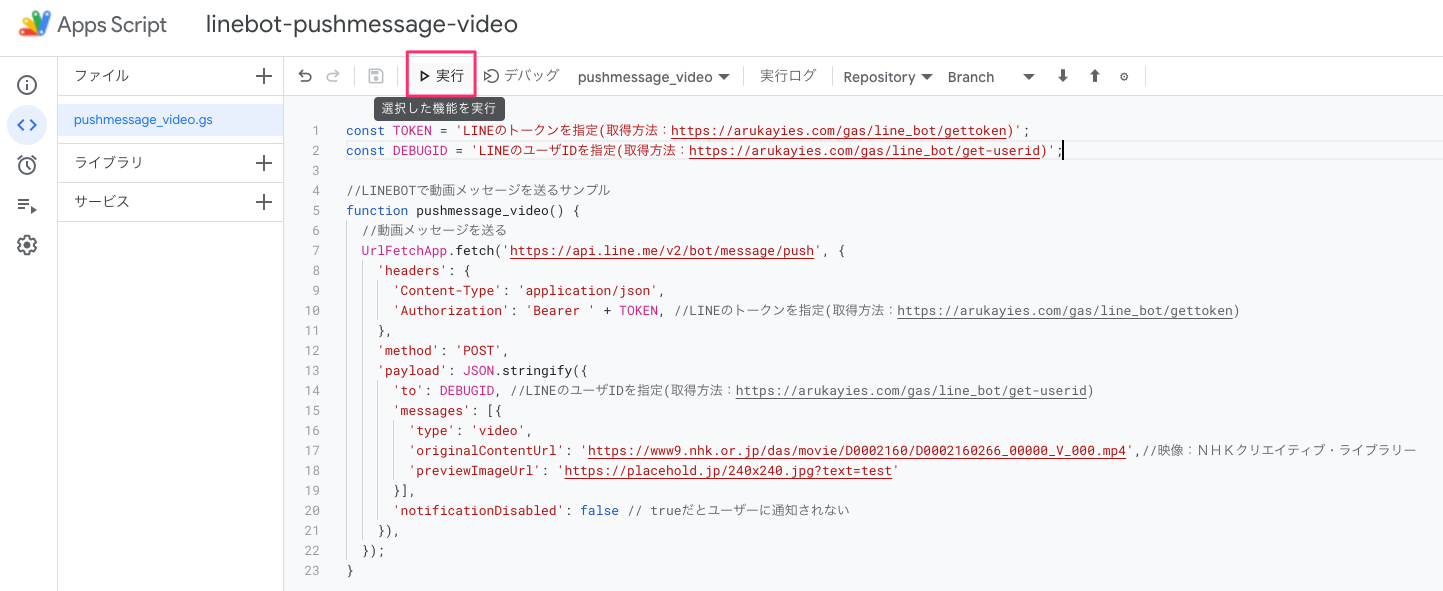 Apps Script linebot-pushmessage-video
ファイル
実行 デバッグ pushmessage_video 実行ログ Repository Branch
選択した機能を実行
pushmessage_video.gs
ライブラリ
サービス
1 const TOKEN = 'LINEのトークンを指定(取得方法：https://arukayies.com/gas/line_bot/gettoken)';
2 const DEBUGID = 'LINEのユーザIDを指定(取得方法：https://arukayies.com/gas/line_bot/get-userid)';
3
4 //LINEBOTで動画メッセージを送るサンプル
5 function pushmessage_video() {
6 //動画メッセージを送る
7 UrlFetchApp.fetch('https://api.line.me/v2/bot/message/push', {
8 'headers': {
9 'Content-Type': 'application/json',
10 'Authorization': 'Bearer ' + TOKEN, //LINEのトークンを指定(取得方法：https://arukayies.com/gas/line_bot/gettoken)
11 },
12 'method': 'POST',
13 'payload': JSON.stringify({
14 'to': DEBUGID, //LINEのユーザIDを指定(取得方法：https://arukayies.com/gas/line_bot/get-userid)
15 'messages': [{
16 'type': 'video',
17 'originalContentUrl': 'https://www9.nhk.or.jp/das/movie/D0002160/D0002160266_00000_V_000.mp4',//映像：ＮＨＫクリエイティブ・ライブラリー
18 'previewImageUrl': 'https://placehold.jp/240x240.jpg?text=test'
19 }],
20 'notificationDisabled': false // trueだとユーザーに通知されない
21 }),
22 });
23 }